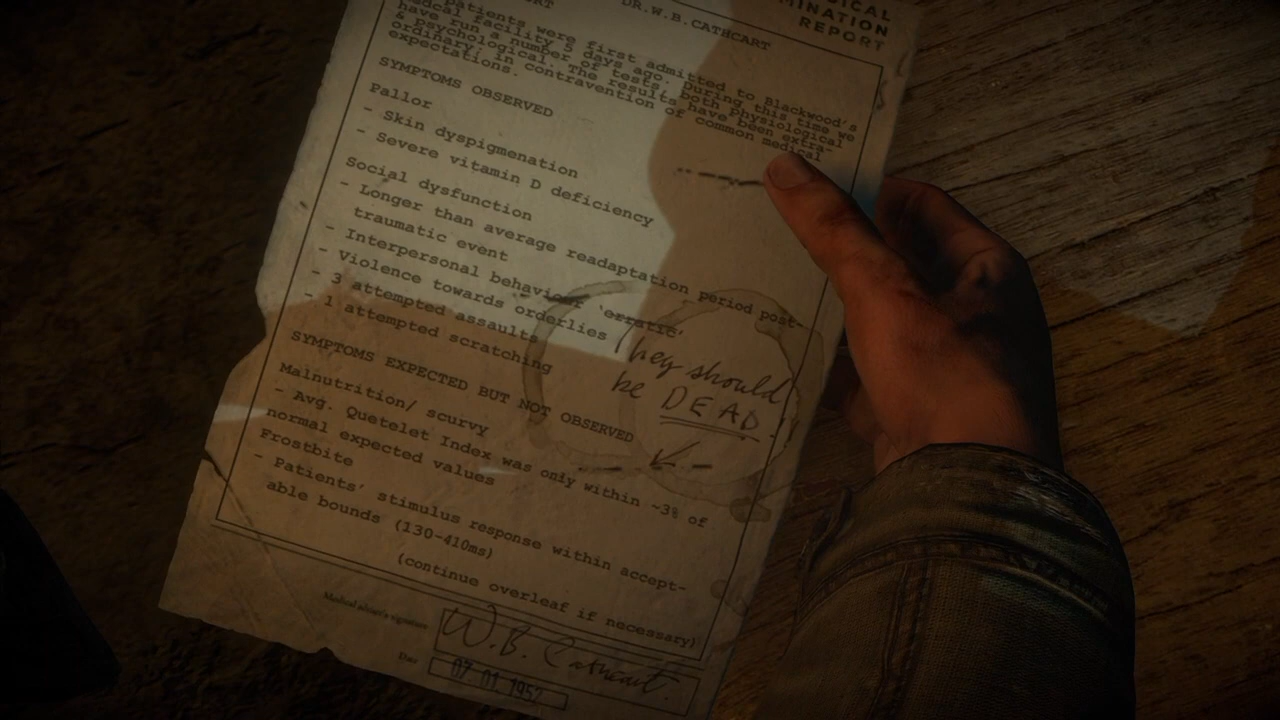 DR.W.B.CATHCART
MINATION
REPORT
patients were first admitted to Blackwood's
medical facility 5 days ago. During this time we
have run a number of tests, both Physiological
& psychological. The results have been extra-
ordinary; in contravention of common medical
expectations.
SYMPTOMS OBSERVED
Pallor
- Skin dyspigmenation
- Severe vitamin D deficiency
Social dysfunction
- Longer than average readaptation period post-
traumatic event
- Interpersonal behaviour 'erratic'
- Violence towards orderlies
- 3 attempted assaults
- 1 attempted scratching
They should
be DEAD.
SYMPTOMS EXPECTED BUT NOT OBSERVED
Malnutrition/ scurvy
- Avg. Quetelet Index was only within ~3% of
normal expected values
Frostbite
- Patients' stimulus response within accept-
able bounds (130-410ms)
(continue overleaf if necessary)
Medical advisor's signature
W.B. Cathcart.
Date
07 01 1952